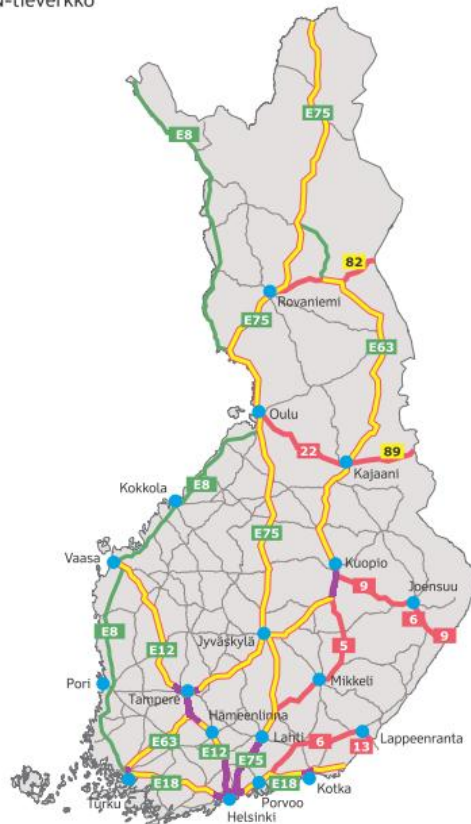 E75
E8
82
Rovaniemi
E75
E63
Oulu
22
89
Kajaani
E8
Kokkola
E75
Vaasa
Kuopio
9
Joensuu
6
9
E8
E12
Jyväskylä
5
Pori
Mikkeli
Tampere
Hämeenlinna
E63
E12
Lahti
6
Lappeenranta
E75
13
E18
E18
Kotka
Turku
Porvoo
Helsinki